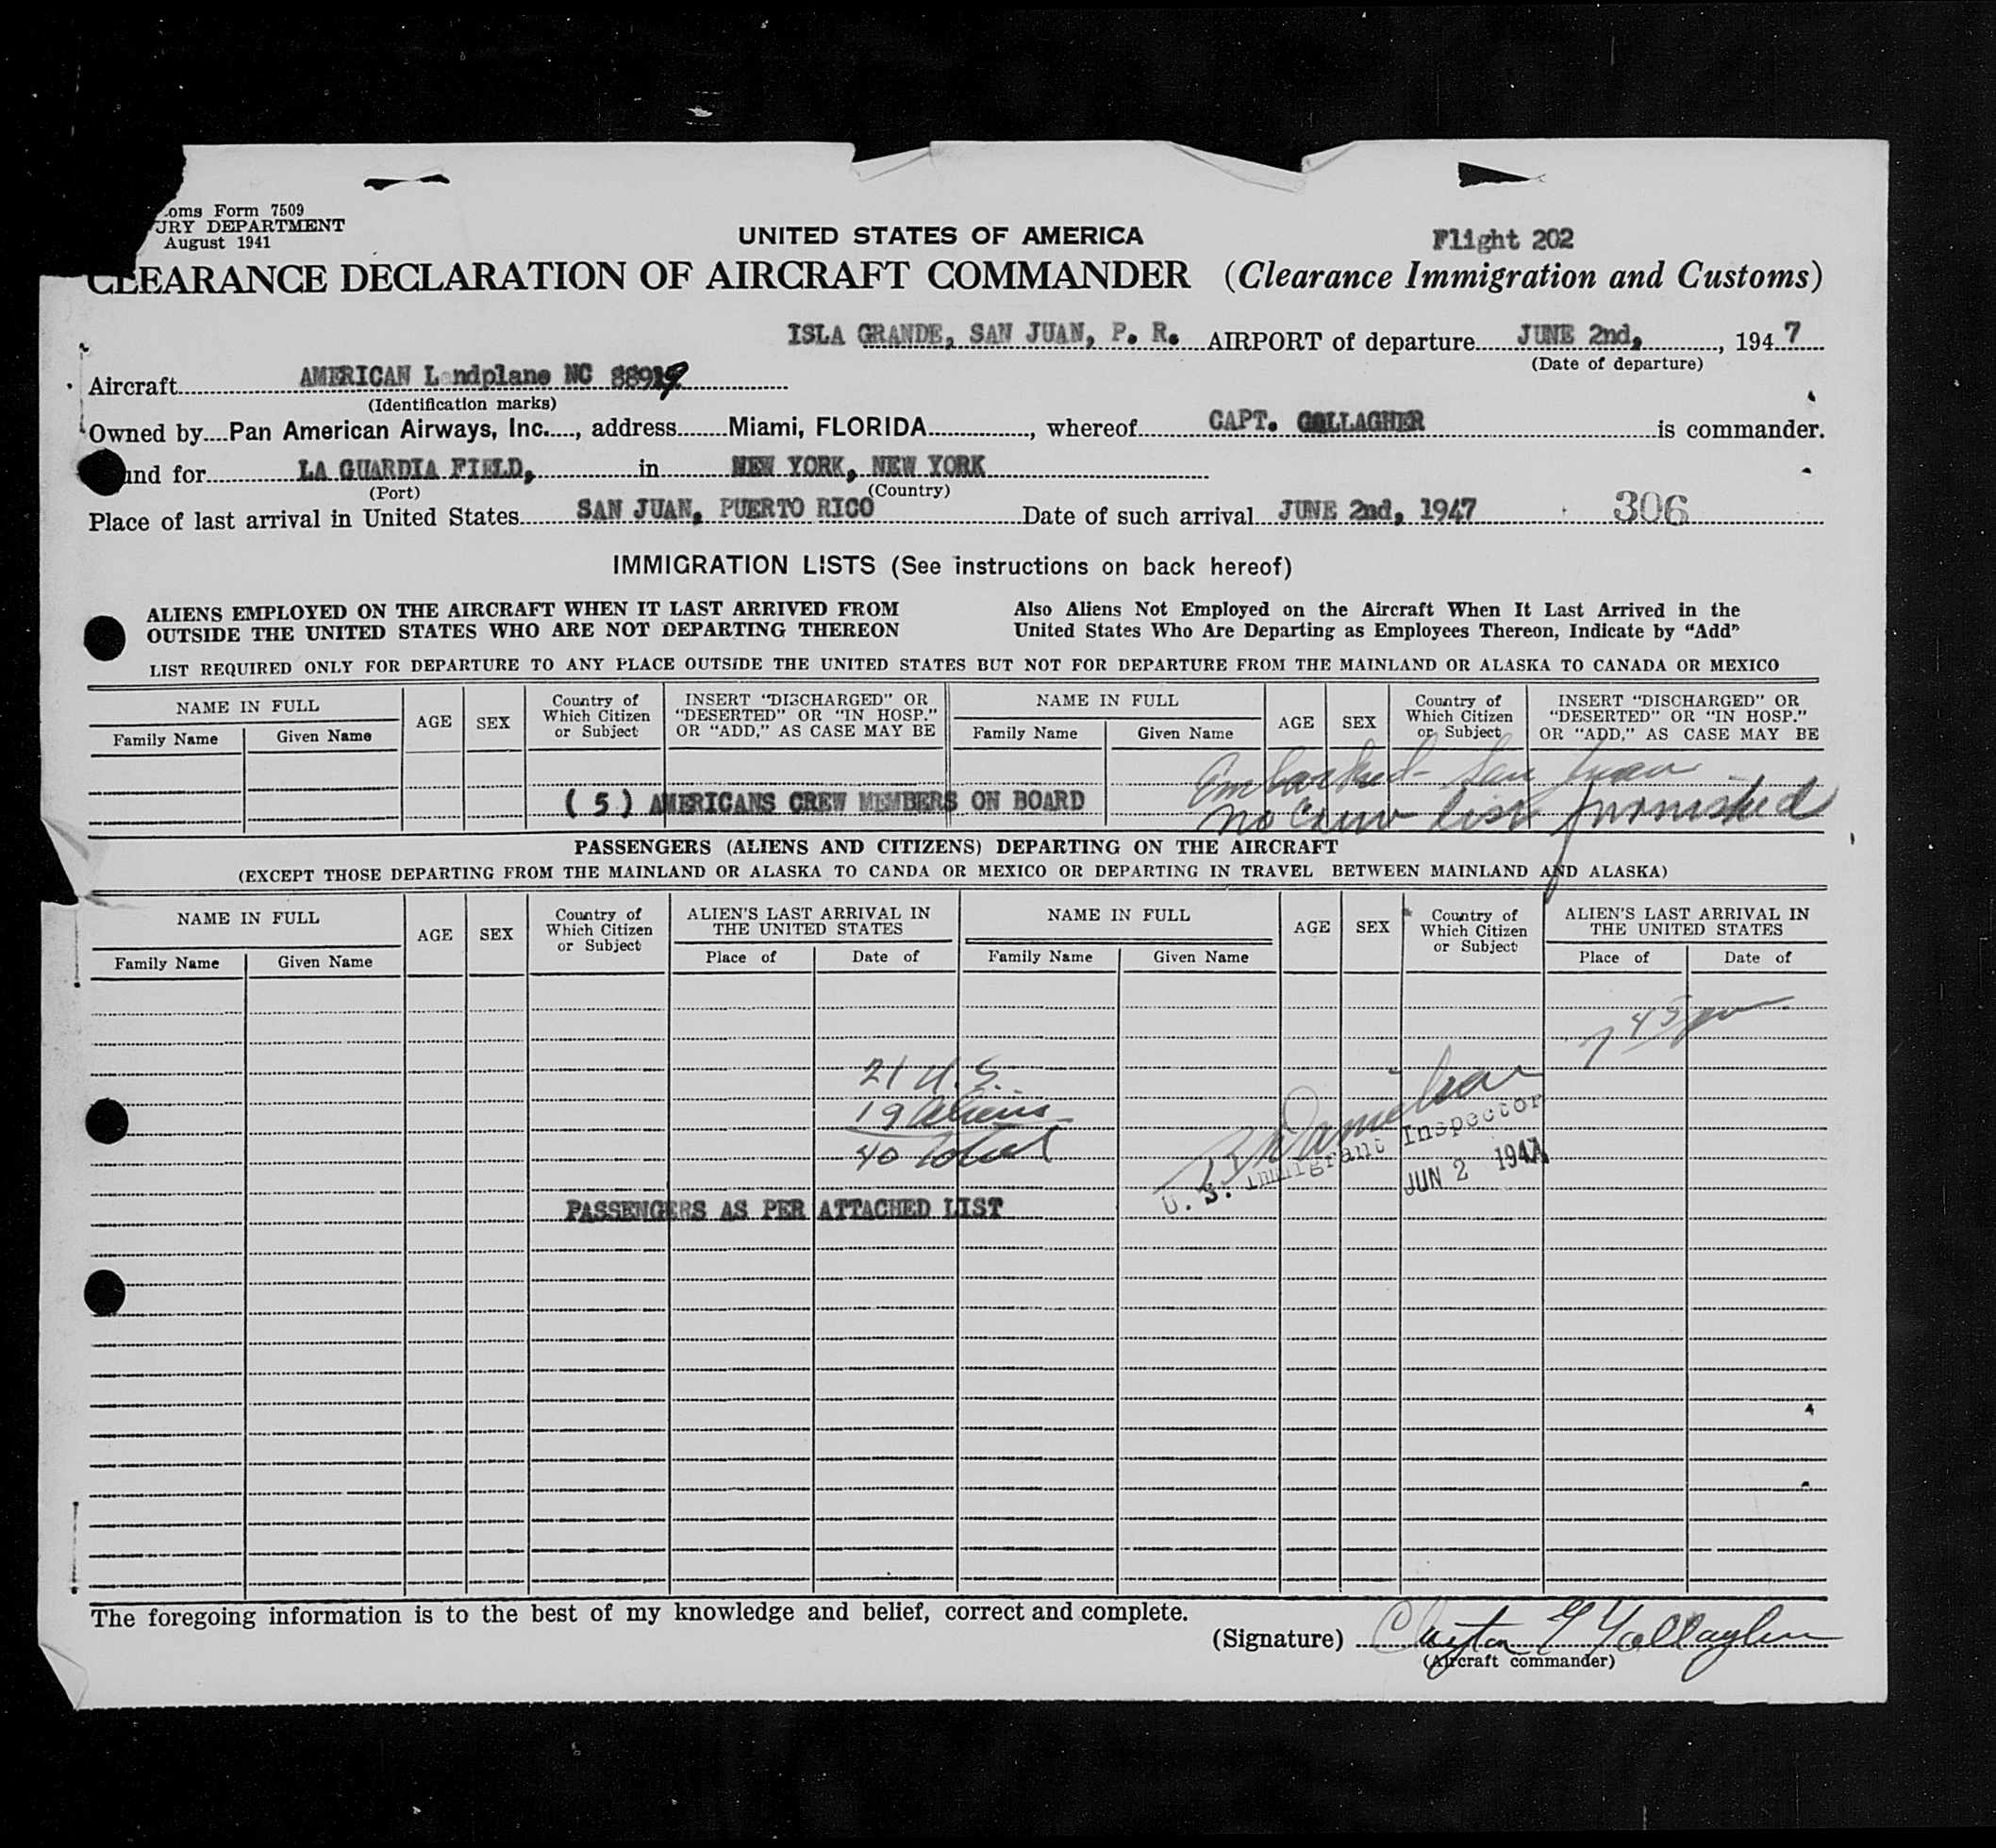 oms Form 7509
URY DEPARTMENT
August 1941
UNITED STATES OF AMERICA
Flight 202
CLEARANCE DECLARATION OF AIRCRAFT COMMANDER (Clearance Immigration and Customs)
ISLA GRANDE, SAN JUAN, P. R. AIRPORT of departure JUNE 2nd, , 1947
(Date of departure)
Aircraft AMERICAN Landplane NC 88919
(Identification marks)
Owned by Pan American Airways, Inc., address Miami, FLORIDA, whereof CAPT. GALLAGHER is commander.
und for LA GUARDIA FIELD, in NEW YORK, NEW YORK
(Port) (Country)
Place of last arrival in United States SAN JUAN, PUERTO RICO Date of such arrival JUNE 2nd, 1947 306
IMMIGRATION LISTS (See instructions on back hereof)
ALIENS EMPLOYED ON THE AIRCRAFT WHEN IT LAST ARRIVED FROM
OUTSIDE THE UNITED STATES WHO ARE NOT DEPARTING THEREON
Also Aliens Not Employed on the Aircraft When It Last Arrived in the
United States Who Are Departing as Employees Thereon, Indicate by “Add”
LIST REQUIRED ONLY FOR DEPARTURE TO ANY PLACE OUTSIDE THE UNITED STATES BUT NOT FOR DEPARTURE FROM THE MAINLAND OR ALASKA TO CANADA OR MEXICO
NAME IN FULL
Family Name Given Name
AGE
SEX
Country of
Which Citizen
or Subject
INSERT “DISCHARGED” OR
“DESERTED” OR “IN HOSP.”
OR “ADD,” AS CASE MAY BE
NAME IN FULL
Family Name Given Name
AGE
SEX
Country of
Which Citizen
or Subject
INSERT “DISCHARGED” OR
“DESERTED” OR “IN HOSP.”
OR “ADD,” AS CASE MAY BE
Embarked - San Juan
( 5 ) AMERICANS CREW MEMBERS ON BOARD
No Crew list furnished
PASSENGERS (ALIENS AND CITIZENS) DEPARTING ON THE AIRCRAFT
(EXCEPT THOSE DEPARTING FROM THE MAINLAND OR ALASKA TO CANDA OR MEXICO OR DEPARTING IN TRAVEL BETWEEN MAINLAND AND ALASKA)
NAME IN FULL
Family Name Given Name
AGE
SEX
Country of
Which Citizen
or Subject
ALIEN'S LAST ARRIVAL IN
THE UNITED STATES
Place of Date of
NAME IN FULL
Family Name Given Name
AGE
SEX
Country of
Which Citizen
or Subject
ALIEN'S LAST ARRIVAL IN
THE UNITED STATES
Place of Date of
7 45 pm
21 U.S.
19 aliens
40 total
U. S. Immigrant Inspector
JUN 2 1947
PASSENGERS AS PER ATTACHED LIST
The foregoing information is to the best of my knowledge and belief, correct and complete.
(Signature) Clayton Gallagher
(Aircraft commander)